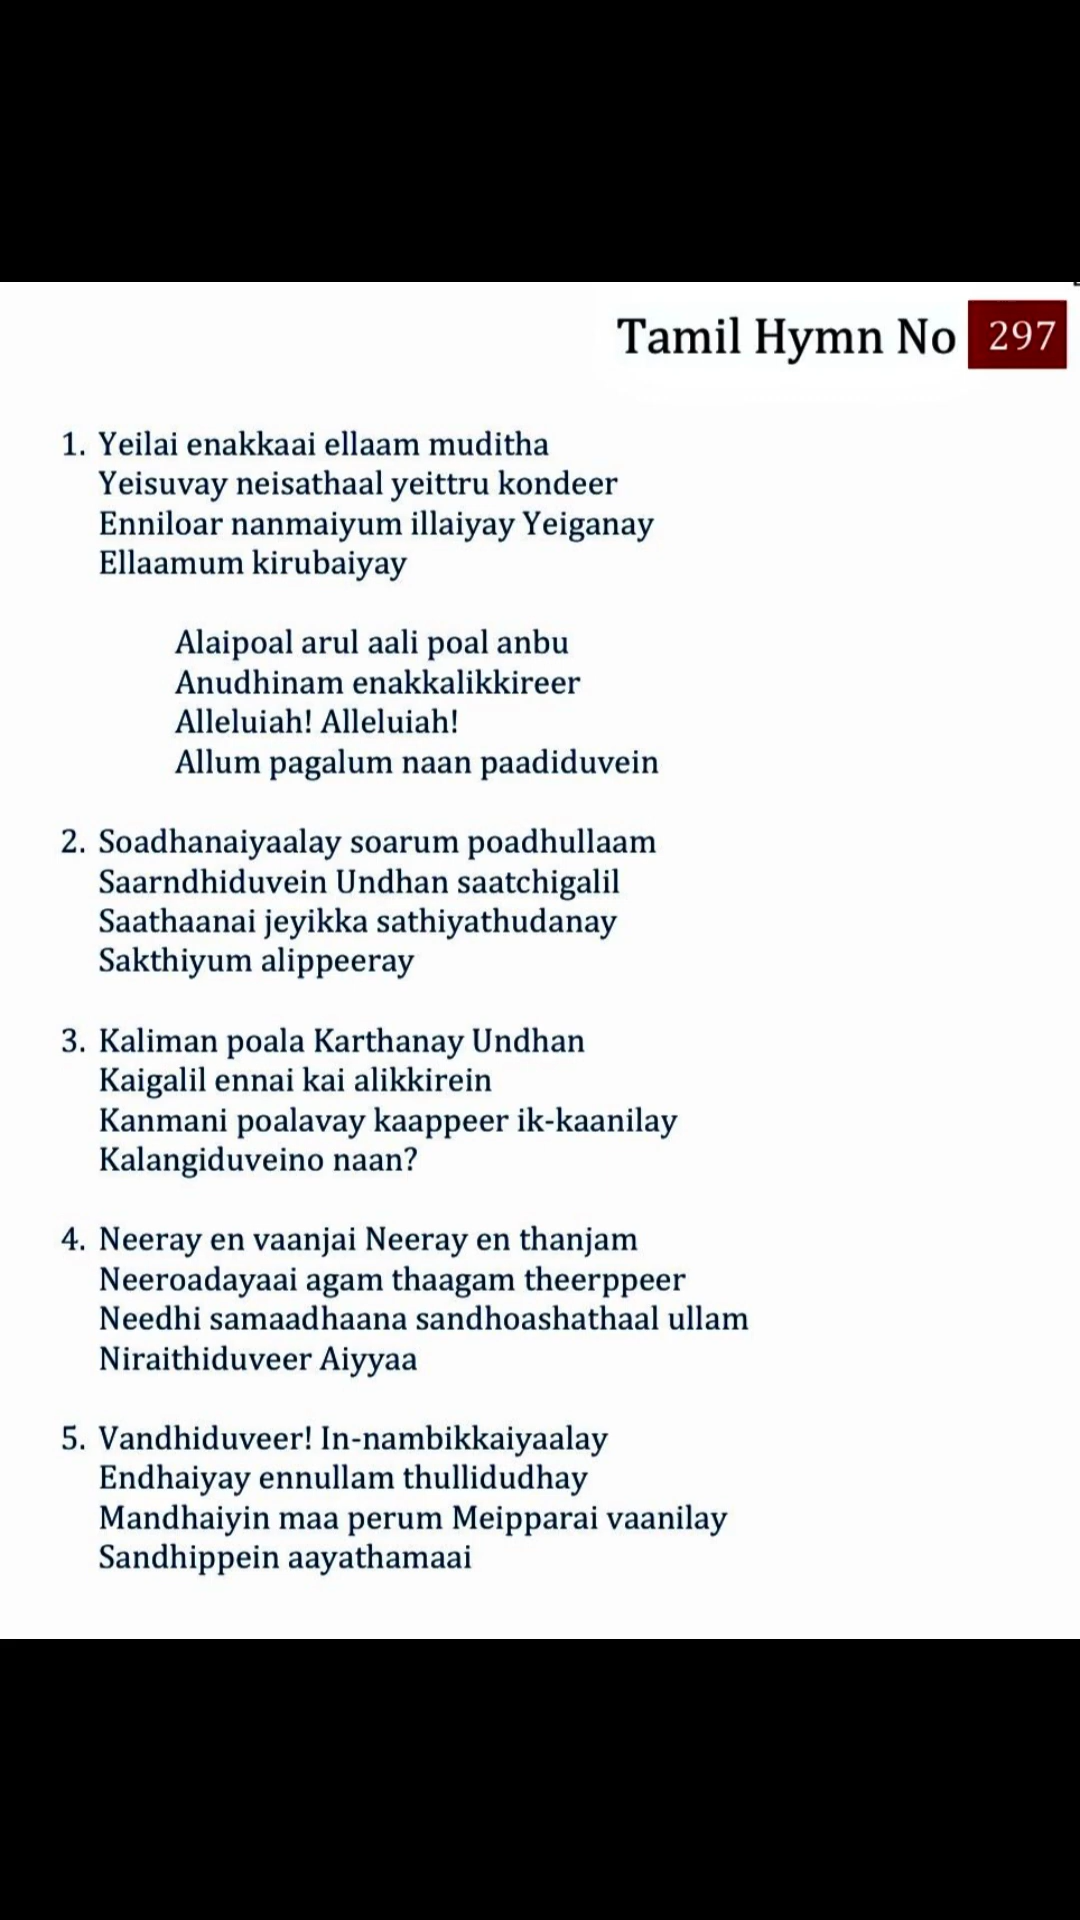 Tamil Hymn No 297
1. Yeilai enakkaai ellaam muditha
Yeisuvay neisathaal yeittru kondeer
Enniloar nanmaiyum illaiyay Yeiganay
Ellaamum kirubaiyay
Alaipoal arul aali poal anbu
Anudhinam enakkalikkireer
Alleluiah! Alleluiah!
Allum pagalum naan paadiduvein
2. Soadhanaiyaalay soarum poadhullaam
Saarndhiduvein Undhan saatchigalil
Saathaanai jeyikka sathiyathudanay
Sakthiyum alippeeray
3. Kaliman poala Karthanay Undhan
Kaigalil ennai kai alikkirein
Kanmani poalavay kaappeer ik-kaanilay
Kalangiduveino naan?
4. Neeray en vaanjai Neeray en thanjam
Neeroadayaai agam thaagam theerppeer
Needhi samaadhaana sandhoashathaal ullam
Niraithiduveer Aiyyaa
5. Vandhiduveer! In-nambikkaiyaalay
Endhaiyay ennullam thullidudhay
Mandhaiyin maa perum Meipparai vaanilay
Sandhippein aayathamaai